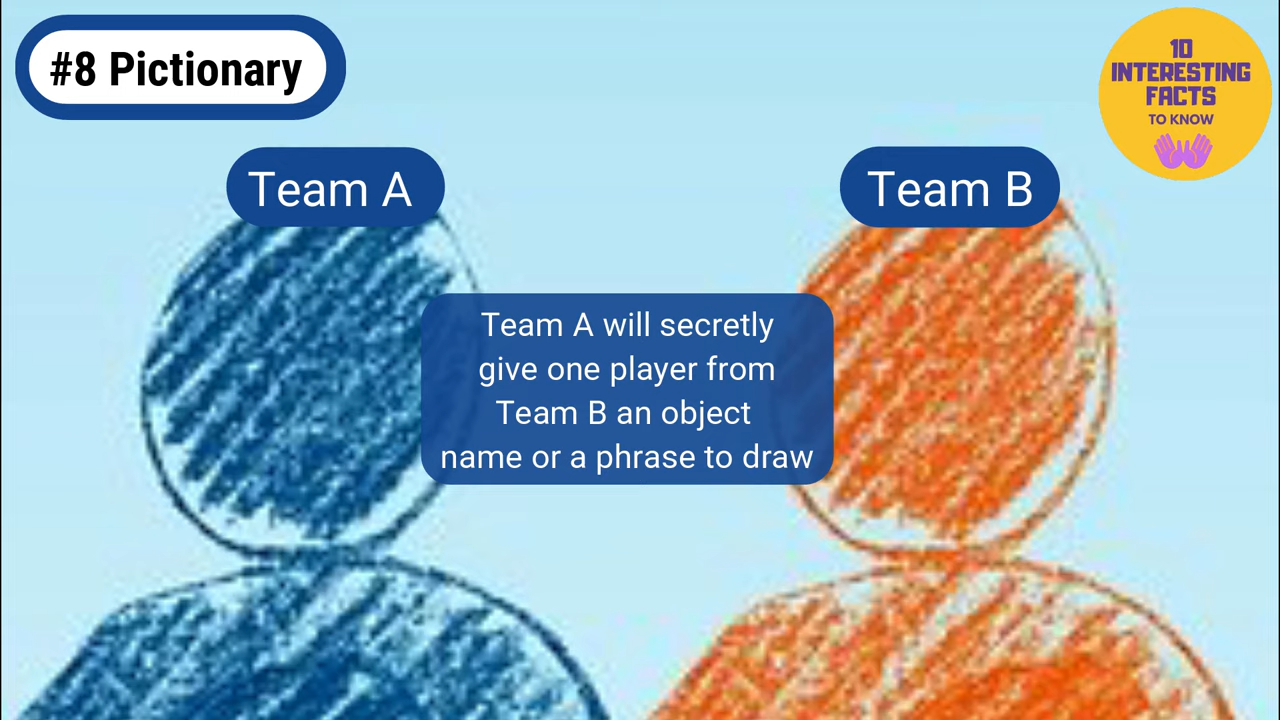 #8 Pictionary
10
INTERESTING
FACTS
TO KNOW
Team A
Team B
Team A will secretly
give one player from
Team B an object
name or a phrase to draw